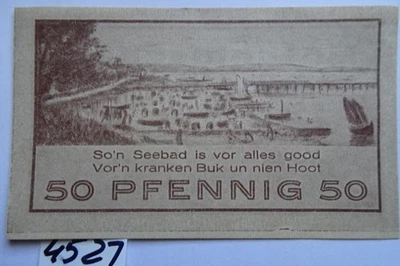 So'n Seebad is vor alles good
Vor'n kranken Buk un nien Hoot
50 PFENNIG 50
4527